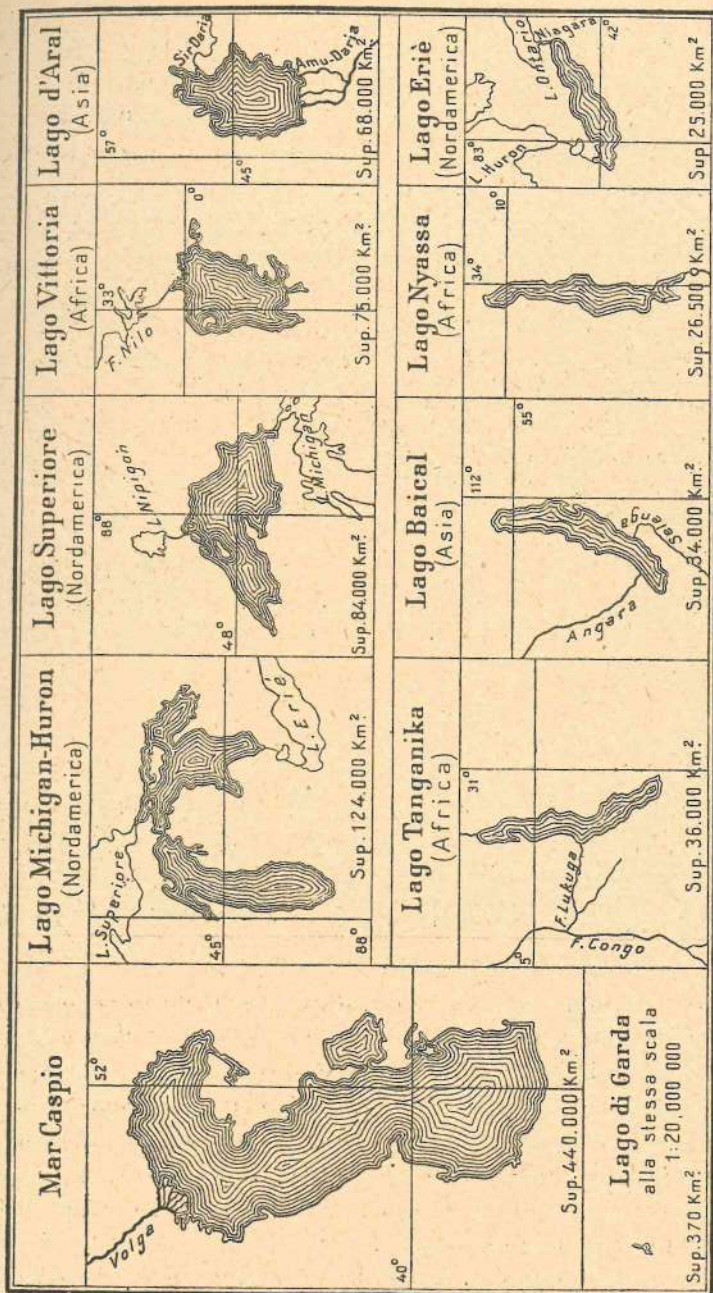 Mar Caspio
Volga
52°
40°
Sup.440.000 Km²
Lago di Garda
alla stessa scala
1:20,000 000
Sup.370 Km²
Lago Michigan-Huron
(Nordamerica)
L. Superiore
45°
88°
L. Erie
Sup.124.000 Km²
Lago Superiore
(Nordamerica)
88°
L. Nipigon
48°
L. Michigan
Sup.84.000 Km²
Lago Vittoria
(Africa)
33°
F. Nilo
0°
Sup.75.000 Km²
Lago d'Aral
(Asia)
57°
Sir Daria
45°
Amu-Daria
Sup.68.000 Km²
Lago Tanganika
(Africa)
31°
5°
F. Lukuga
F. Congo
Sup.36.000 Km²
Lago Baical
(Asia)
112°
55°
Angara
Selenga
Sup.34.000 Km²
Lago Nyassa
(Africa)
34°
10°
Sup.26.500
Lago Eriè
(Nordamerica)
83°
L. Huron
L. Ontario
Niagara
42°
Sup.25.000 Km²